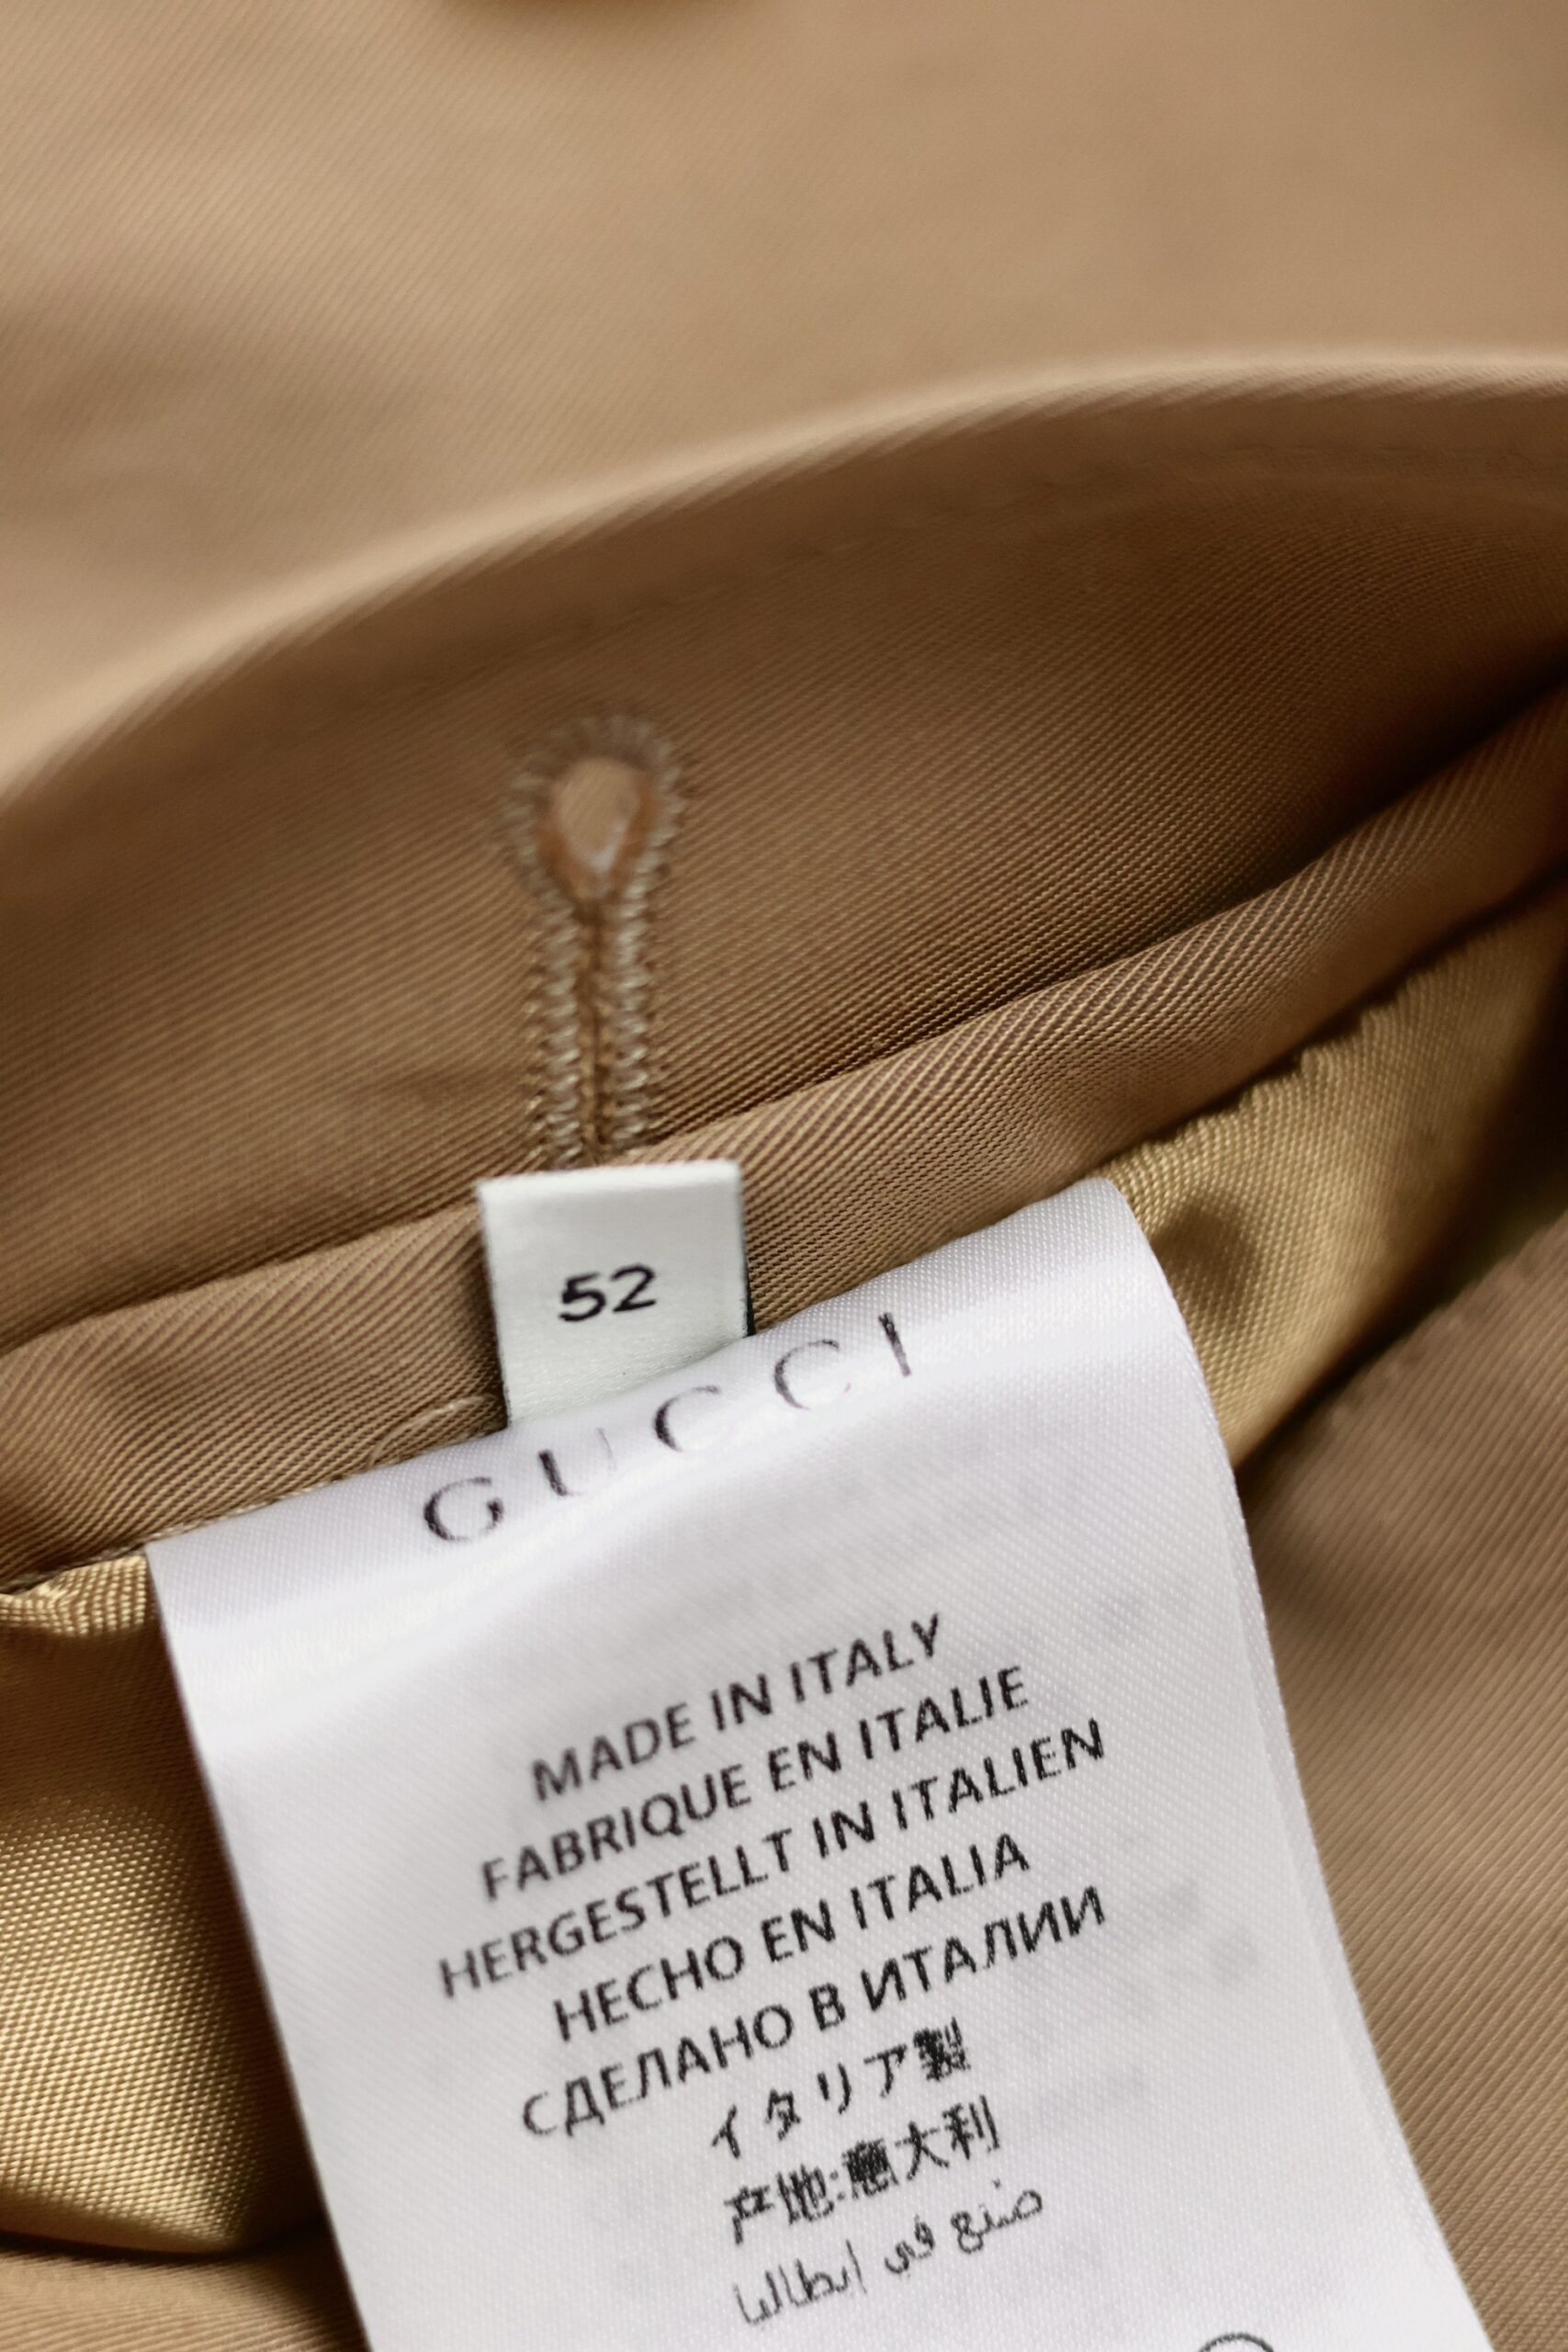 52
GUCCI
MADE IN ITALY
FABRIQUE EN ITALIE
HERGESTELLT IN ITALIEN
HECHO EN ITALIA
СДЕЛАНО В ИТАЛИИ
イタリア製
产地:意大利
صنع في إيطاليا